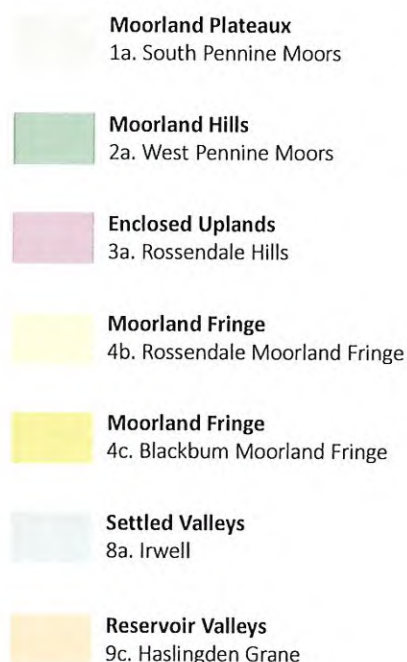 Moorland Plateaux
1a. South Pennine Moors
Moorland Hills
2a. West Pennine Moors
Enclosed Uplands
3a. Rossendale Hills
Moorland Fringe
4b. Rossendale Moorland Fringe
Moorland Fringe
4c. Blackbum Moorland Fringe
Settled Valleys
8a. Irwell
Reservoir Valleys
9c. Haslingden Grane